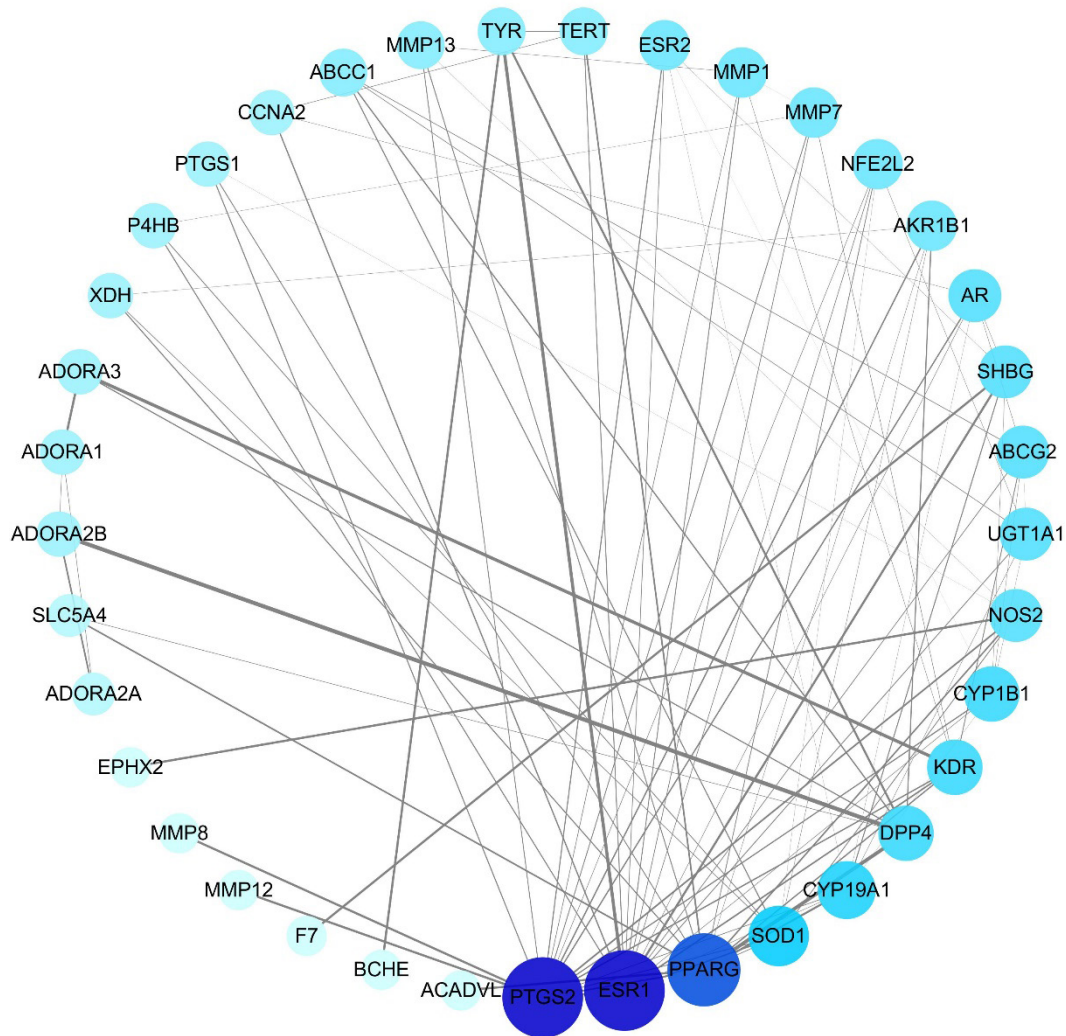 TYR
TERT
MMP13
ESR2
ABCC1
MMP1
CCNA2
MMP7
PTGS1
NFE2L2
P4HB
AKR1B1
XDH
AR
ADORA3
SHBG
ADORA1
ABCG2
ADORA2B
UGT1A1
SLC5A4
NOS2
ADORA2A
CYP1B1
EPHX2
KDR
MMP8
DPP4
MMP12
CYP19A1
F7
SOD1
BCHE
PPARG
ACADVL
PTGS2
ESR1